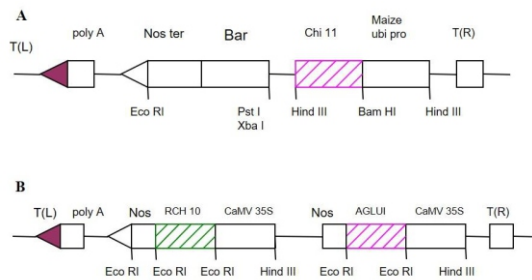 A
T(L) poly A Nos ter Bar Chi 11 Maize ubi pro T(R)
Eco RI Pst I Xba I Hind III Bam HI Hind III
B
T(L) poly A Nos RCH 10 CaMV 35S Nos AGLUI CaMV 35S T(R)
Eco RI Eco RI Eco RI Hind III Eco RI Eco RI Hind III